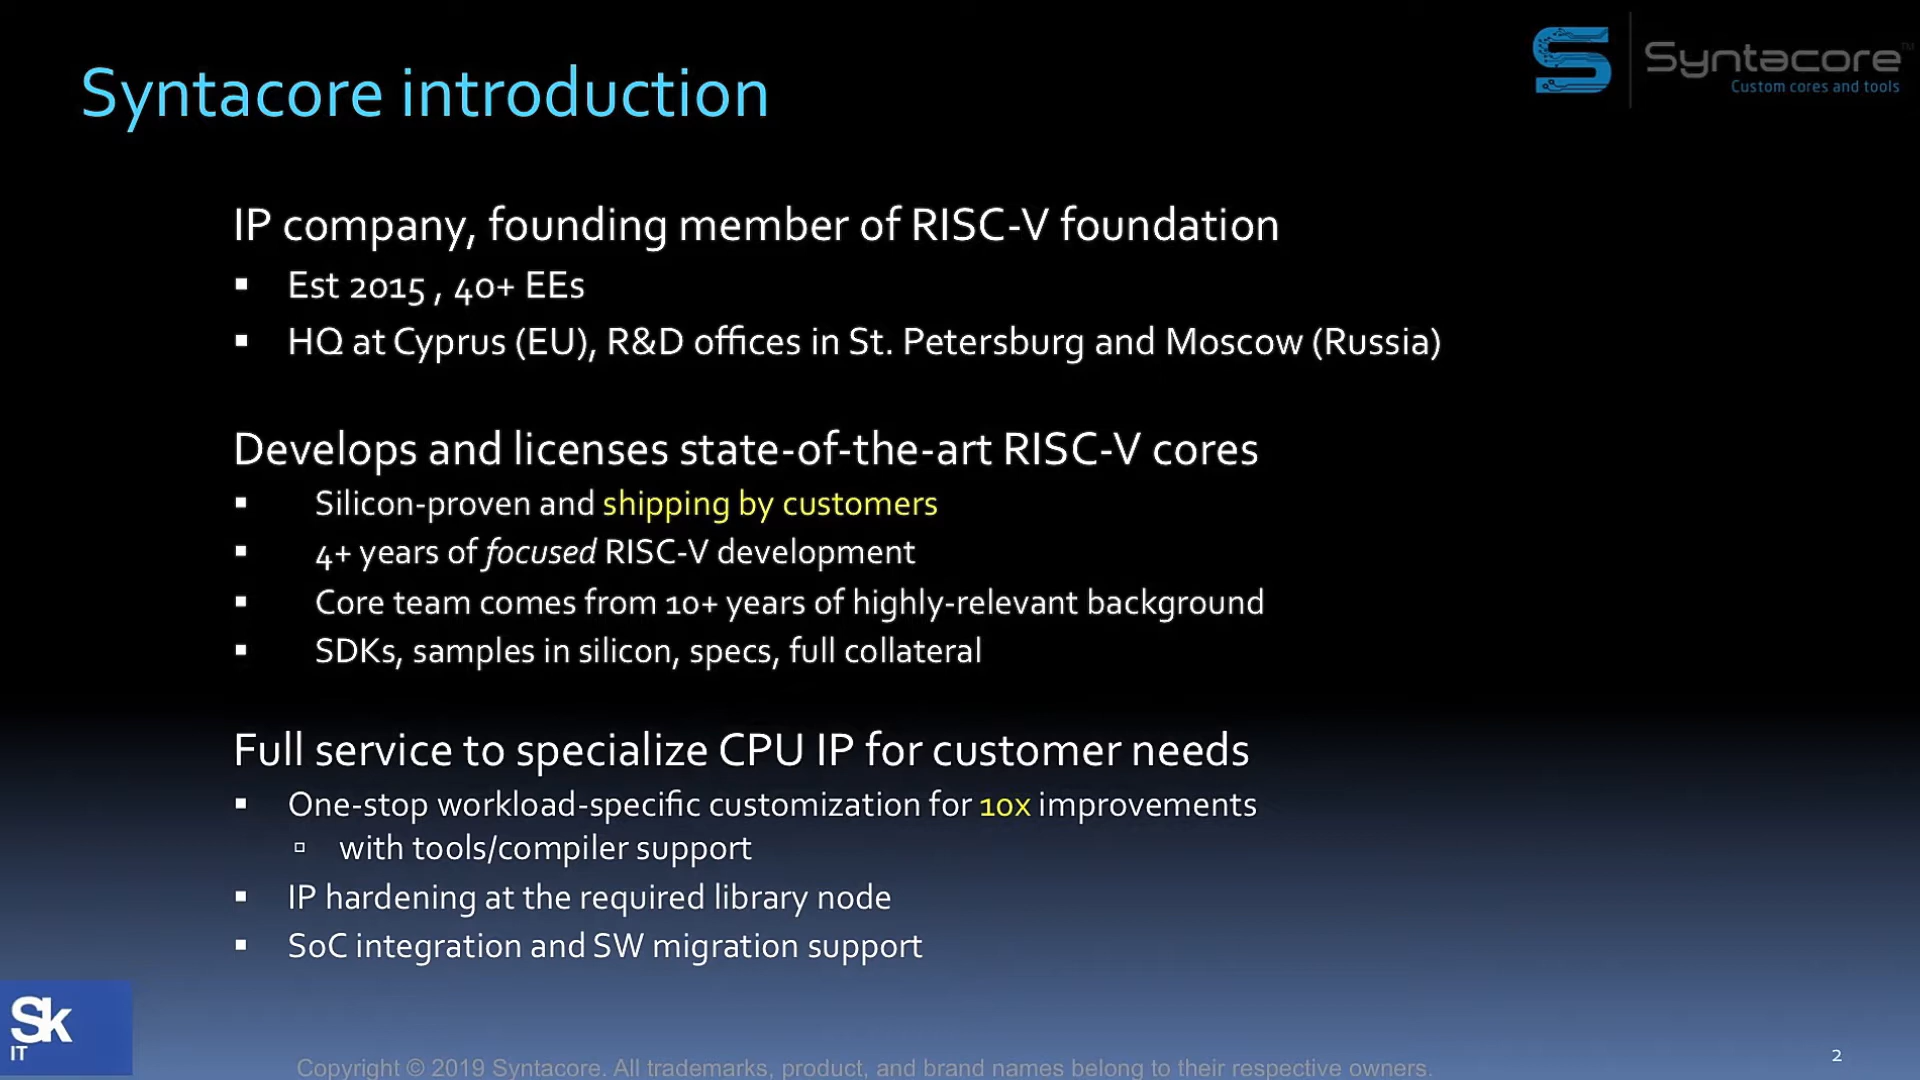 Syntacore introduction
Syntacore™
Custom cores and tools
IP company, founding member of RISC-V foundation
▪ Est 2015 , 40+ EEs
▪ HQ at Cyprus (EU), R&D offices in St. Petersburg and Moscow (Russia)
Develops and licenses state-of-the-art RISC-V cores
▪ Silicon-proven and shipping by customers
▪ 4+ years of focused RISC-V development
▪ Core team comes from 10+ years of highly-relevant background
▪ SDKs, samples in silicon, specs, full collateral
Full service to specialize CPU IP for customer needs
▪ One-stop workload-specific customization for 10x improvements
▫ with tools/compiler support
▪ IP hardening at the required library node
▪ SoC integration and SW migration support
Sk
IT
Copyright © 2019 Syntacore. All trademarks, product, and brand names belong to their respective owners.
2